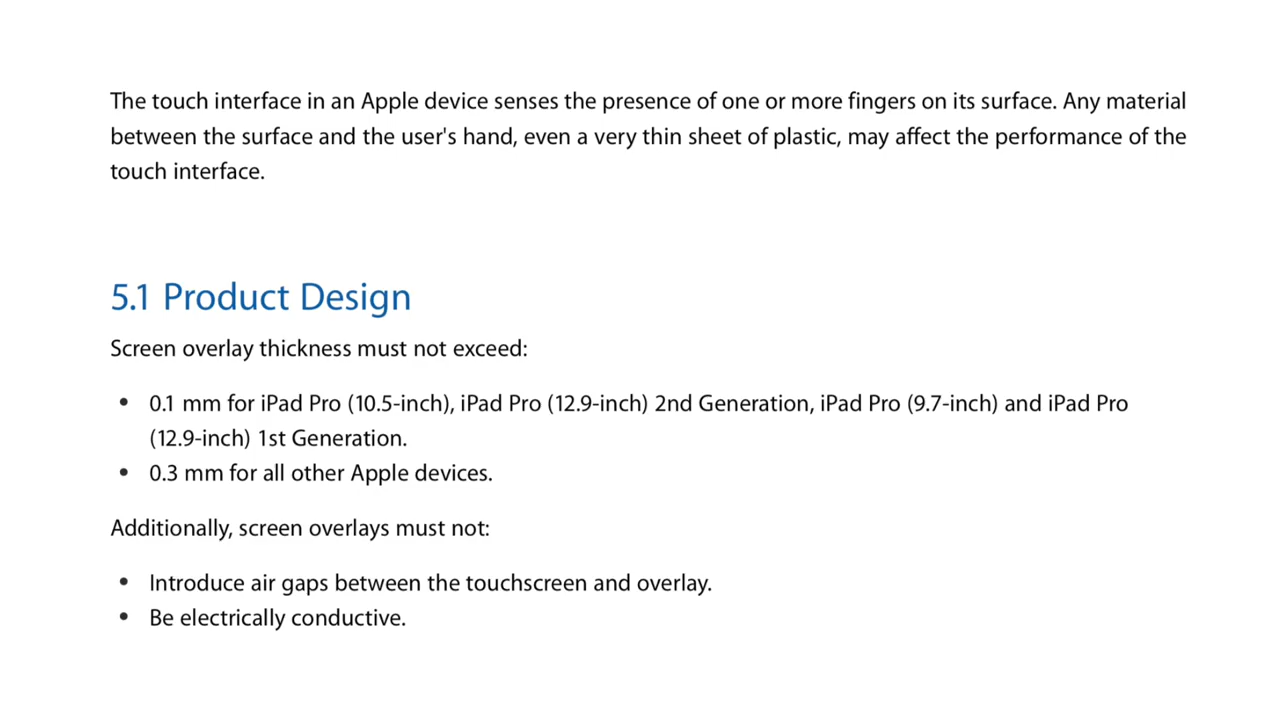 The touch interface in an Apple device senses the presence of one or more fingers on its surface. Any material
between the surface and the user's hand, even a very thin sheet of plastic, may affect the performance of the
touch interface.
5.1 Product Design
Screen overlay thickness must not exceed:
• 0.1 mm for iPad Pro (10.5-inch), iPad Pro (12.9-inch) 2nd Generation, iPad Pro (9.7-inch) and iPad Pro
(12.9-inch) 1st Generation.
• 0.3 mm for all other Apple devices.
Additionally, screen overlays must not:
• Introduce air gaps between the touchscreen and overlay.
• Be electrically conductive.